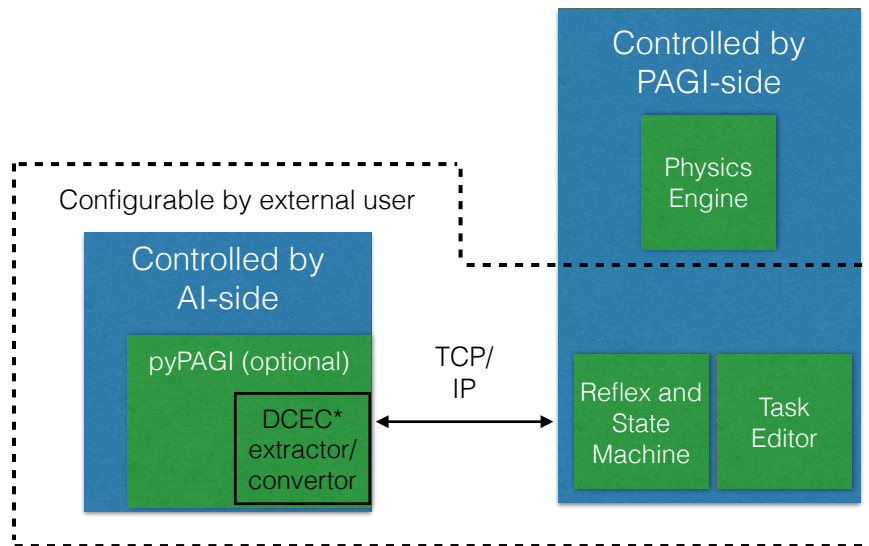 Controlled by
PAGI-side
Physics
Engine
Configurable by external user
Controlled by
AI-side
pyPAGI (optional)
DCEC*
extractor/
convertor
TCP/
IP
Reflex and
State
Machine
Task
Editor